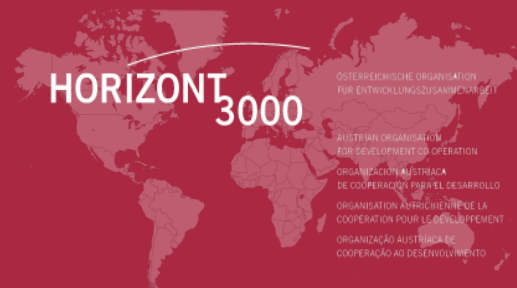 HORIZONT
3000
ÖSTERREICHISCHE ORGANISATION
FÜR ENTWICKLUNGSZUSAMMENARBEIT
AUSTRIAN ORGANISATION
FOR DEVELOPMENT CO OPERATION
ORGANIZACIÓN AUSTRIACA
DE COOPERACIÓN PARA EL DESARROLLO
ORGANISATION AUTRICHIENNE DE LA
COOPÉRATION POUR LE DÉVELOPPEMENT
ORGANIZAÇÃO AUSTRÍACA DE
COOPERAÇÃO AO DESENVOLVIMENTO